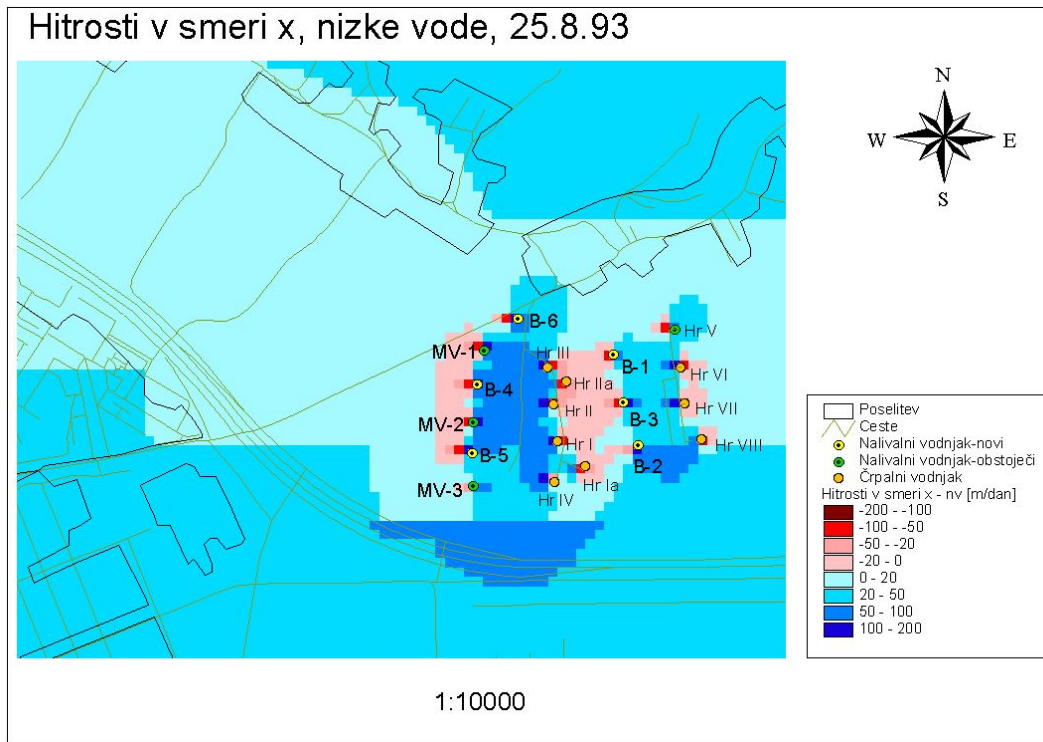 Hitrosti v smeri x, nizke vode, 25.8.93
N
W
E
S
B-6
Hr V
MV-1
Hr III
B-1
Hr VI
B-4
Hr IIa
MV-2
Hr II
B-3
Hr VII
B-5
Hr I
B-2
Hr VIII
MV-3
Hr IV
Hr Ia
Poselitev
Ceste
Nalivalni vodnjak-novi
Nalivalni vodnjak-obstoječi
Črpalni vodnjak
Hitrosti v smeri x - nv [m/dan]
-200 - -100
-100 - -50
-50 - -20
-20 - 0
0 - 20
20 - 50
50 - 100
100 - 200
1:10000